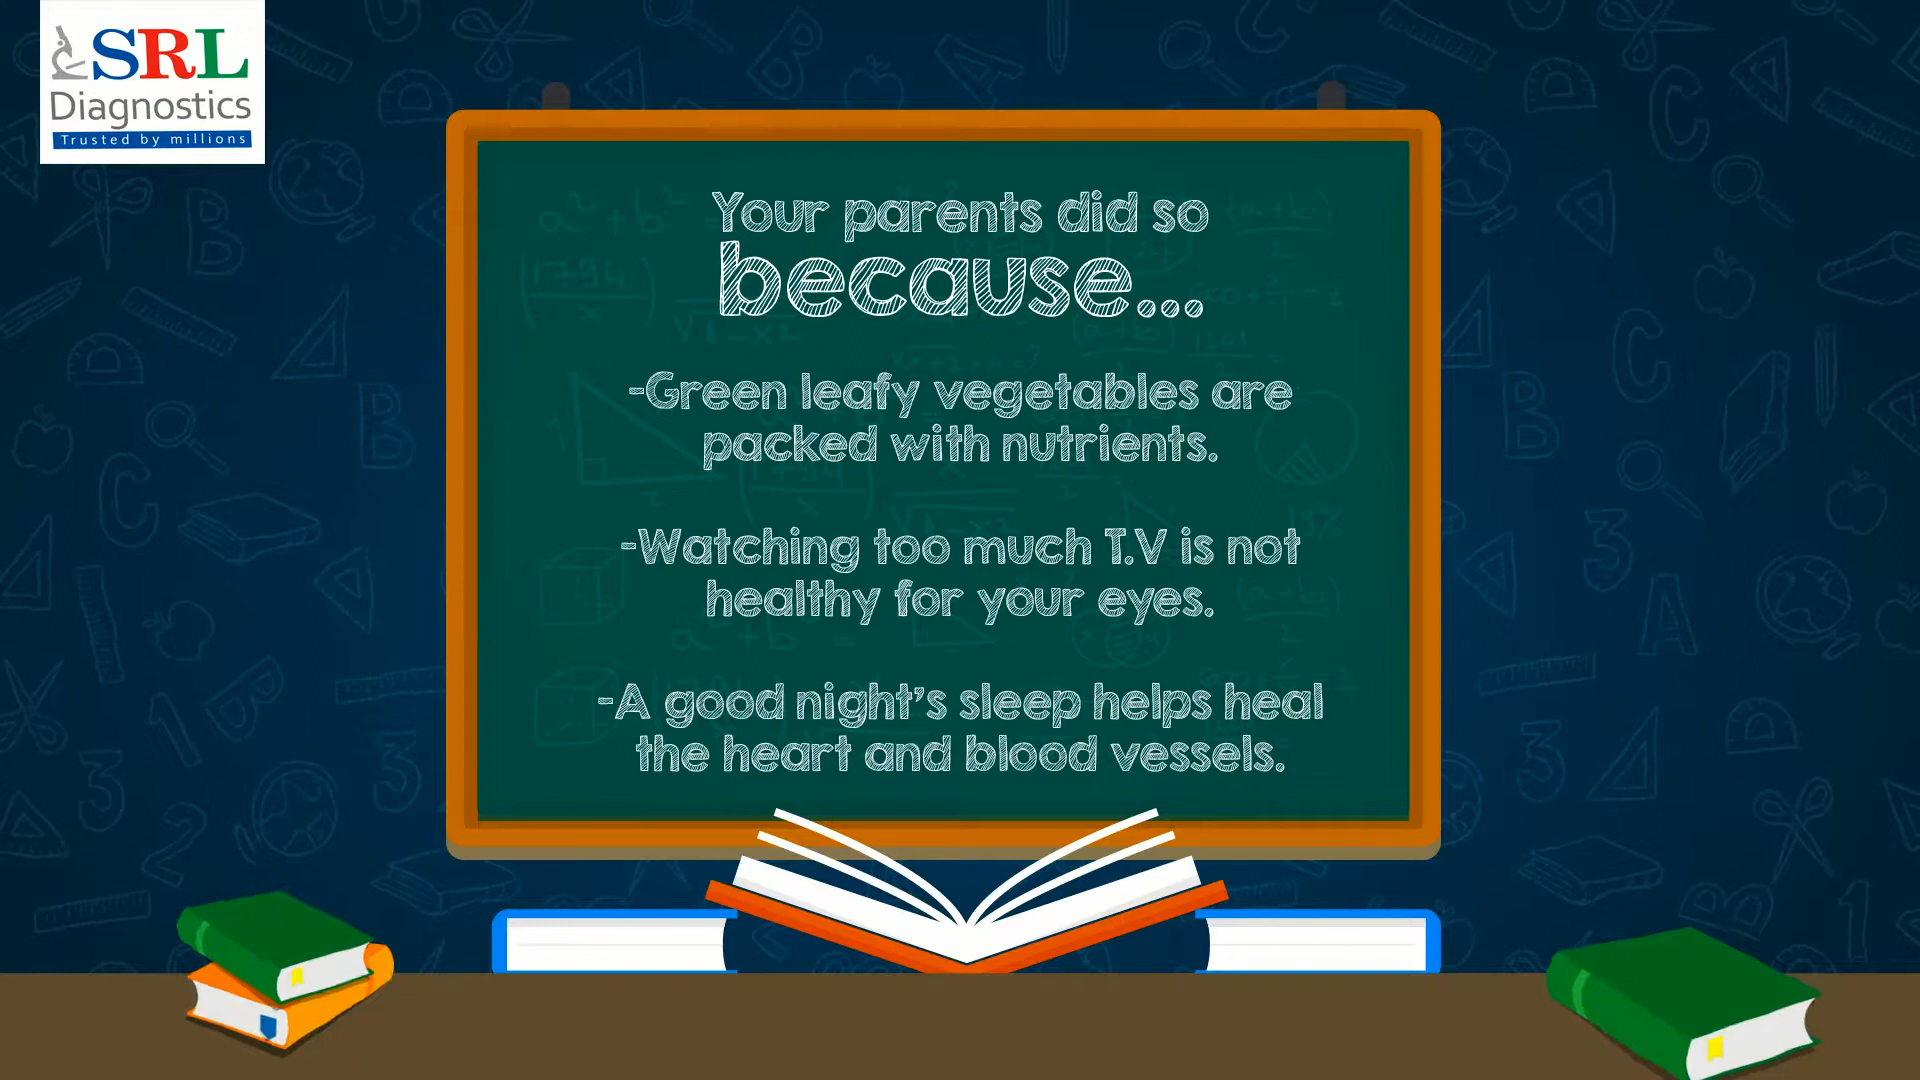 SRL
Diagnostics
Trusted by millions
Your parents did so
because...
-Green leafy vegetables are
packed with nutrients.
-Watching too much T.V is not
healthy for your eyes.
-A good night's sleep helps heal
the heart and blood vessels.